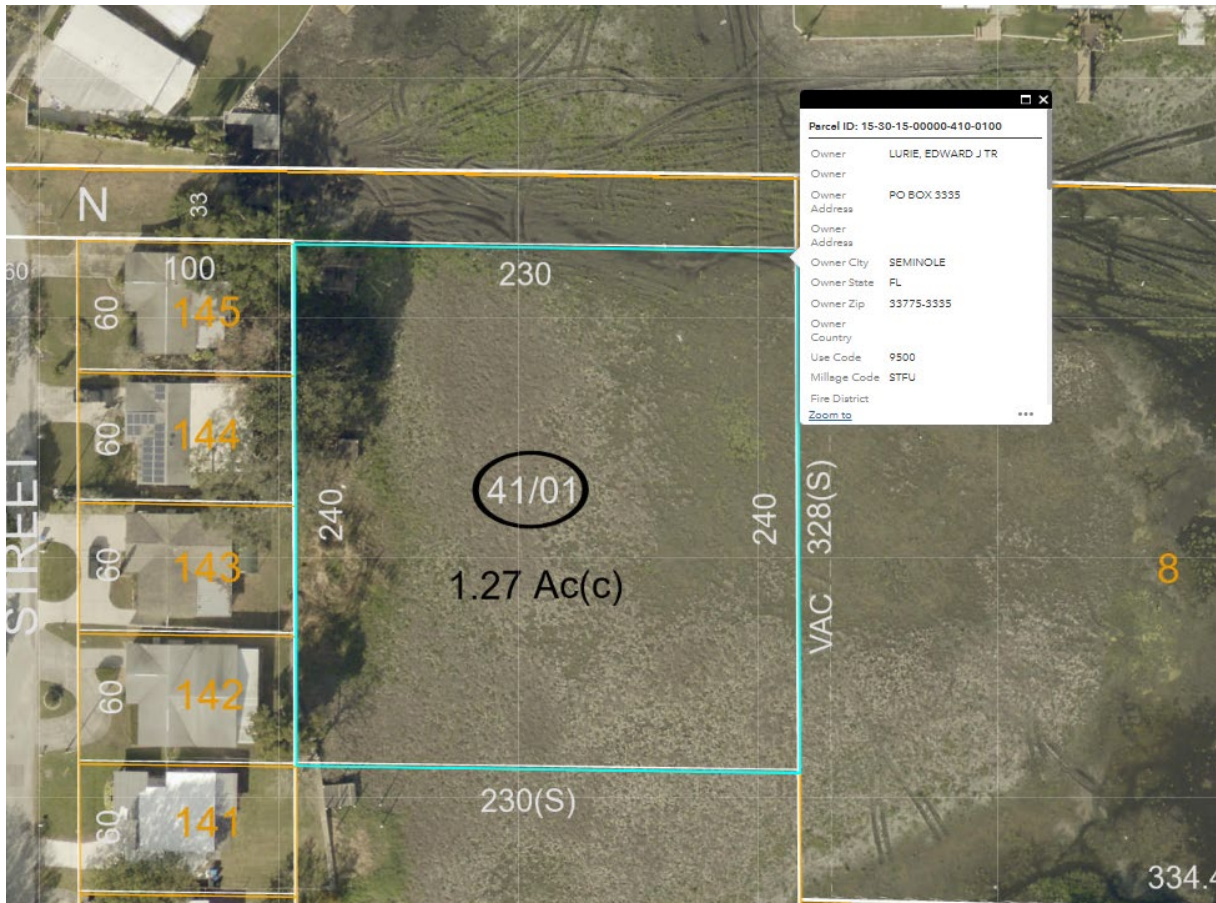 Parcel ID: 15-30-15-00000-410-0100
Owner LURIE, EDWARD J TR
Owner
Owner Address PO BOX 3335
Owner Address
Owner City SEMINOLE
Owner State FL
Owner Zip 33775-3335
Owner Country
Use Code 9500
Millage Code STFU
Fire District
Zoom to
N
33
60
100
230
60
145
60
144
STREET
240
41/01
240
328(S)
VAC
60
143
1.27 Ac(c)
8
60
142
230(S)
60
141
334.4